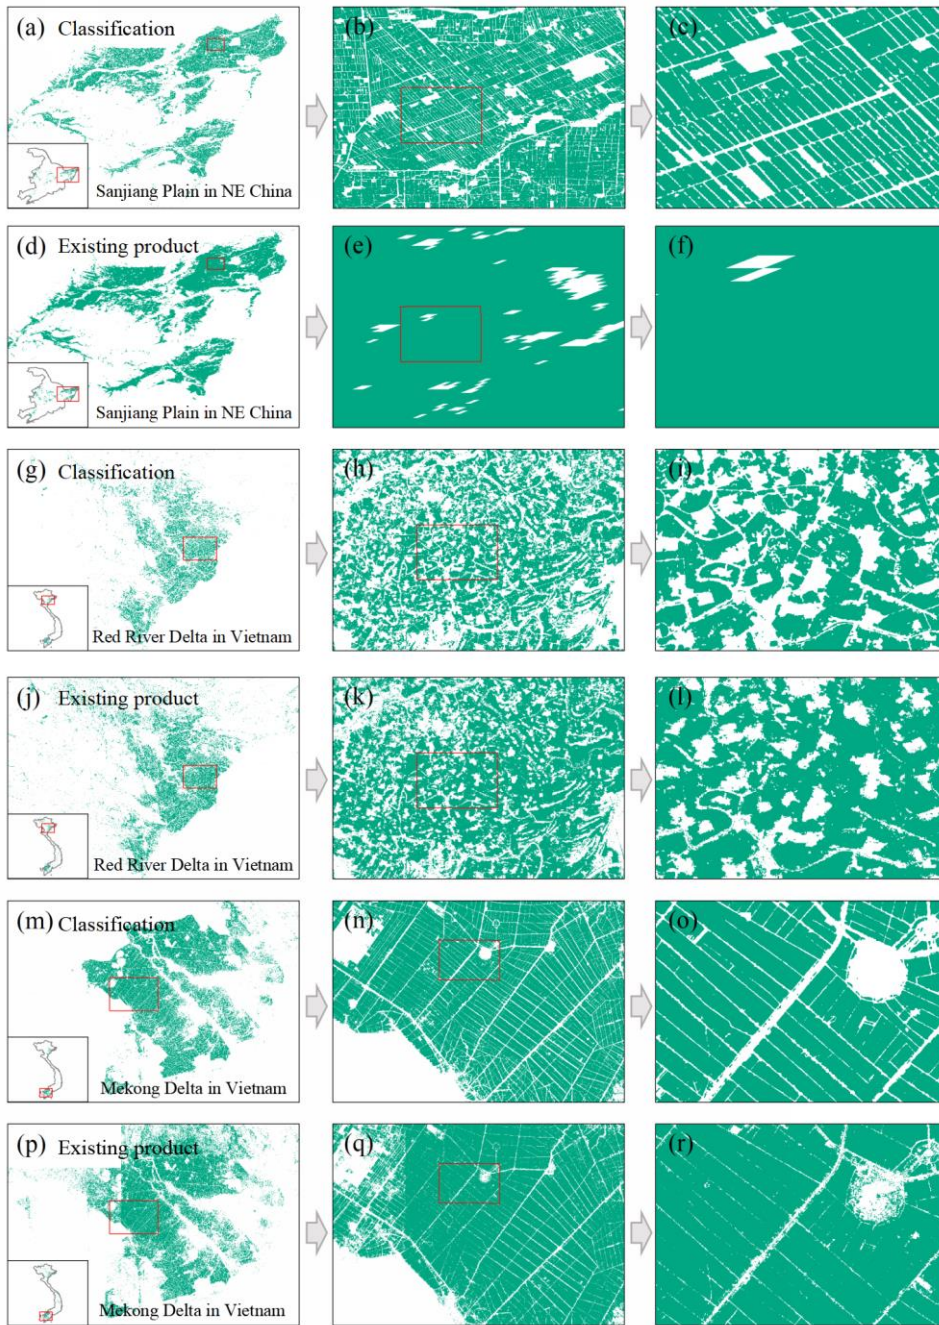 (a) Classification
(b)
(c)
Sanjiang Plain in NE China
(d) Existing product
(e)
(f)
Sanjiang Plain in NE China
(g) Classification
(h)
(i)
Red River Delta in Vietnam
(j) Existing product
(k)
(l)
Red River Delta in Vietnam
(m) Classification
(n)
(o)
Mekong Delta in Vietnam
(p) Existing product
(q)
(r)
Mekong Delta in Vietnam